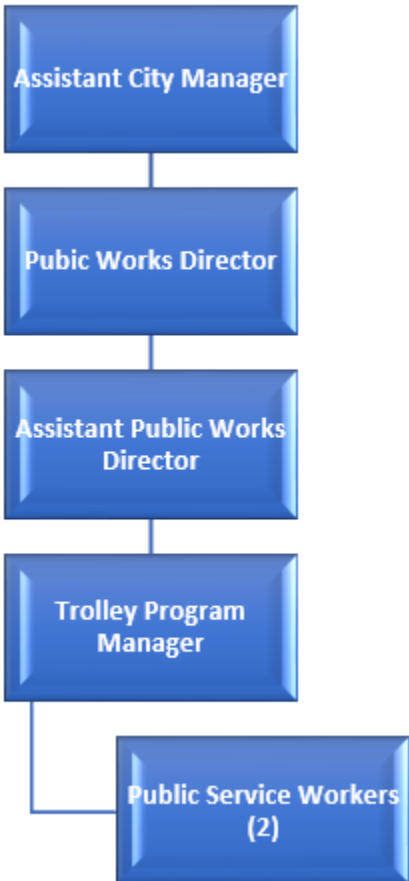 Assistant City Manager
Pubic Works Director
Assistant Public Works
Director
Trolley Program
Manager
Public Service Workers
(2)